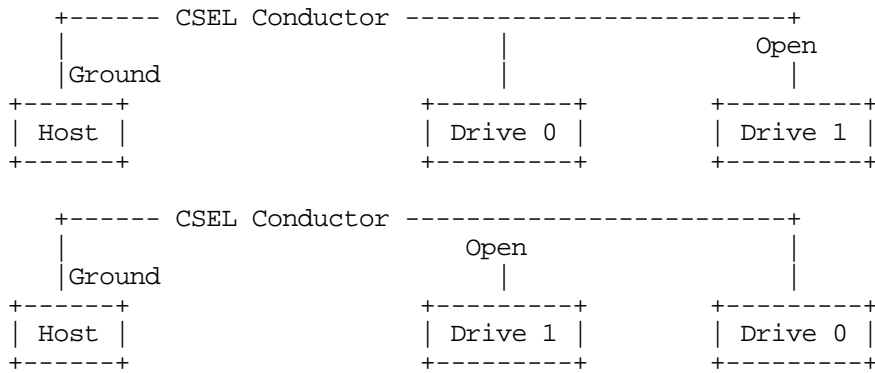 CSEL Conductor
Open
Ground
Host Drive 0 Drive 1
CSEL Conductor
Open
Ground
Host Drive 1 Drive 0